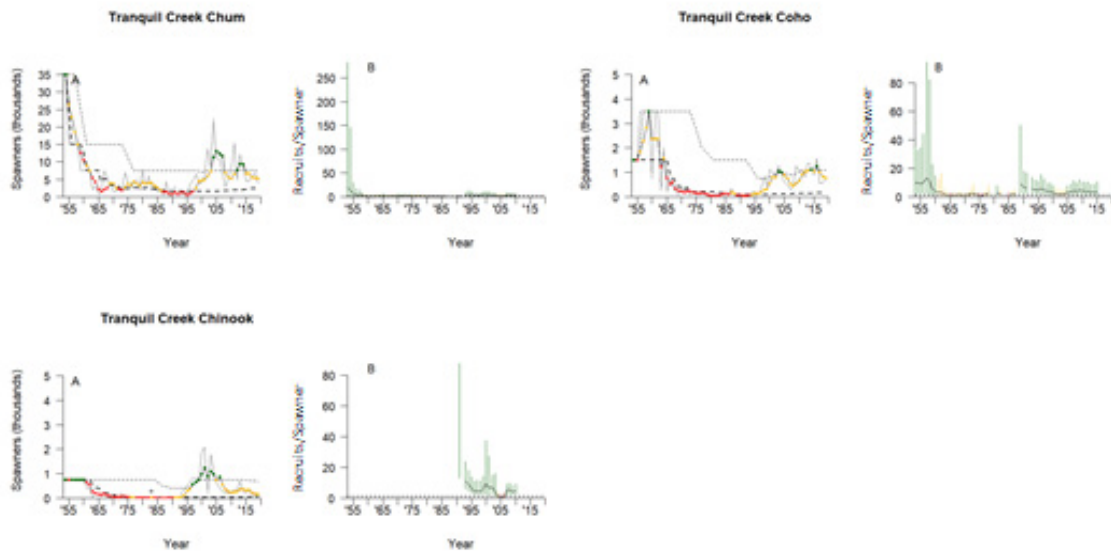 Tranquil Creek Chum
A
Spawners (thousands)
35
30
25
20
15
10
5
0
'55 '65 '75 '85 '95 '05 '15
Year
B
Recruits/Spawner
250
200
150
100
50
0
'55 '65 '75 '85 '95 '05 '15
Year
Tranquil Creek Coho
A
Spawners (thousands)
5
4
3
2
1
0
'55 '65 '75 '85 '95 '05 '15
Year
B
Recruits/Spawner
80
60
40
20
0
'55 '65 '75 '85 '95 '05 '15
Year
Tranquil Creek Chinook
A
Spawners (thousands)
5
4
3
2
1
0
'55 '65 '75 '85 '95 '05 '15
Year
B
Recruits/Spawner
80
60
40
20
0
'55 '65 '75 '85 '95 '05 '15
Year